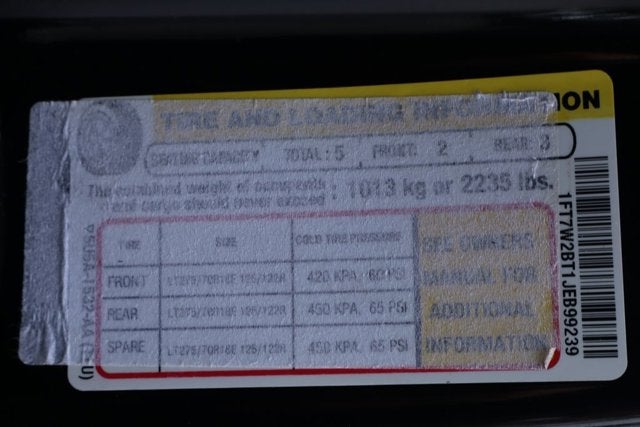 TIRE AND LOADING INFORMATION
SEATING CAPACITY TOTAL: 5 FRONT: 2 REAR: 3
The combined weight of occupants
and cargo should never exceed : 1013 kg or 2235 lbs.
TIRE SIZE COLD TIRE PRESSURE SEE OWNERS
FRONT LT275/70R18E 125/122R 420 KPA, 60 PSI MANUAL FOR
REAR LT275/70R18E 125/122R 450 KPA, 65 PSI ADDITIONAL
SPARE LT275/70R18E 125/122R 450 KPA, 65 PSI INFORMATION
1FT7W2BT1JEB99239